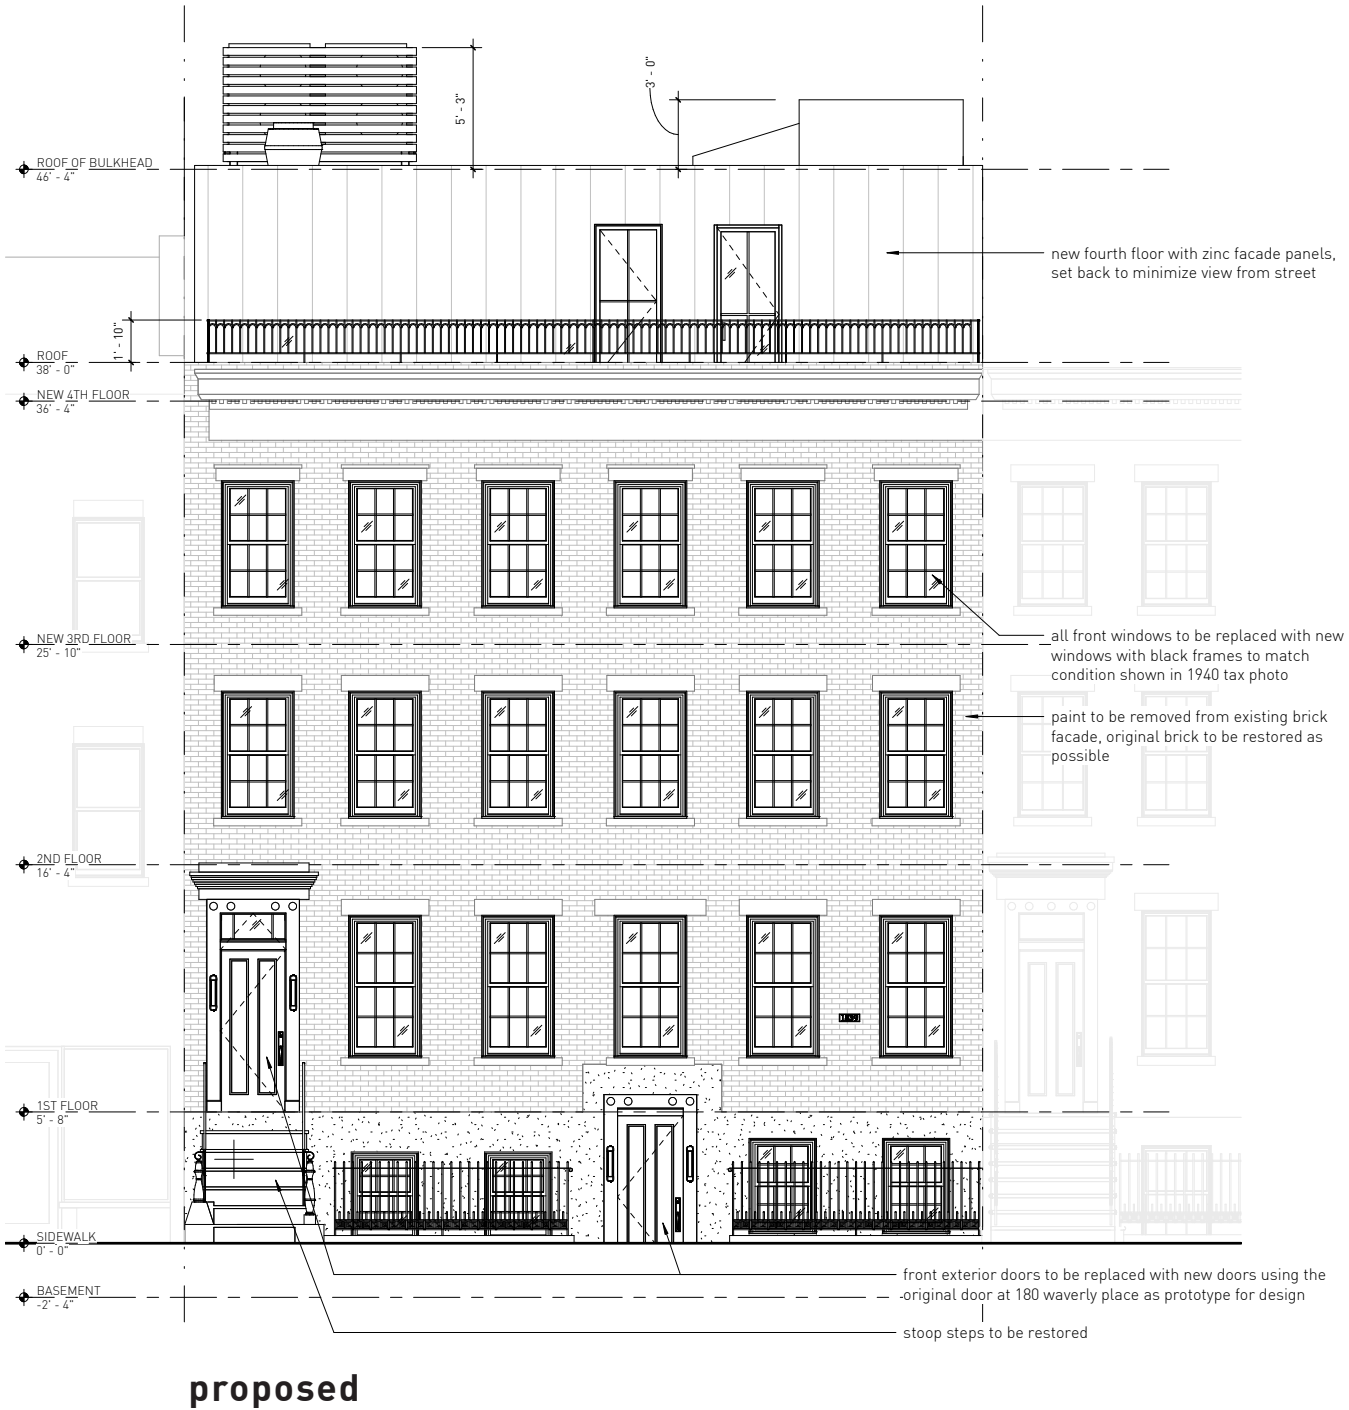 5' - 3"
3' - 0"
ROOF OF BULKHEAD
46' - 4"
new fourth floor with zinc facade panels,
set back to minimize view from street
1' - 10"
ROOF
38' - 0"
NEW 4TH FLOOR
36' - 4"
NEW 3RD FLOOR
25' - 10"
all front windows to be replaced with new
windows with black frames to match
condition shown in 1940 tax photo
paint to be removed from existing brick
facade, original brick to be restored as
possible
2ND FLOOR
16' - 4"
1ST FLOOR
5' - 8"
SIDEWALK
0' - 0"
BASEMENT
-2' - 4"
front exterior doors to be replaced with new doors using the
original door at 180 waverly place as prototype for design
stoop steps to be restored
proposed